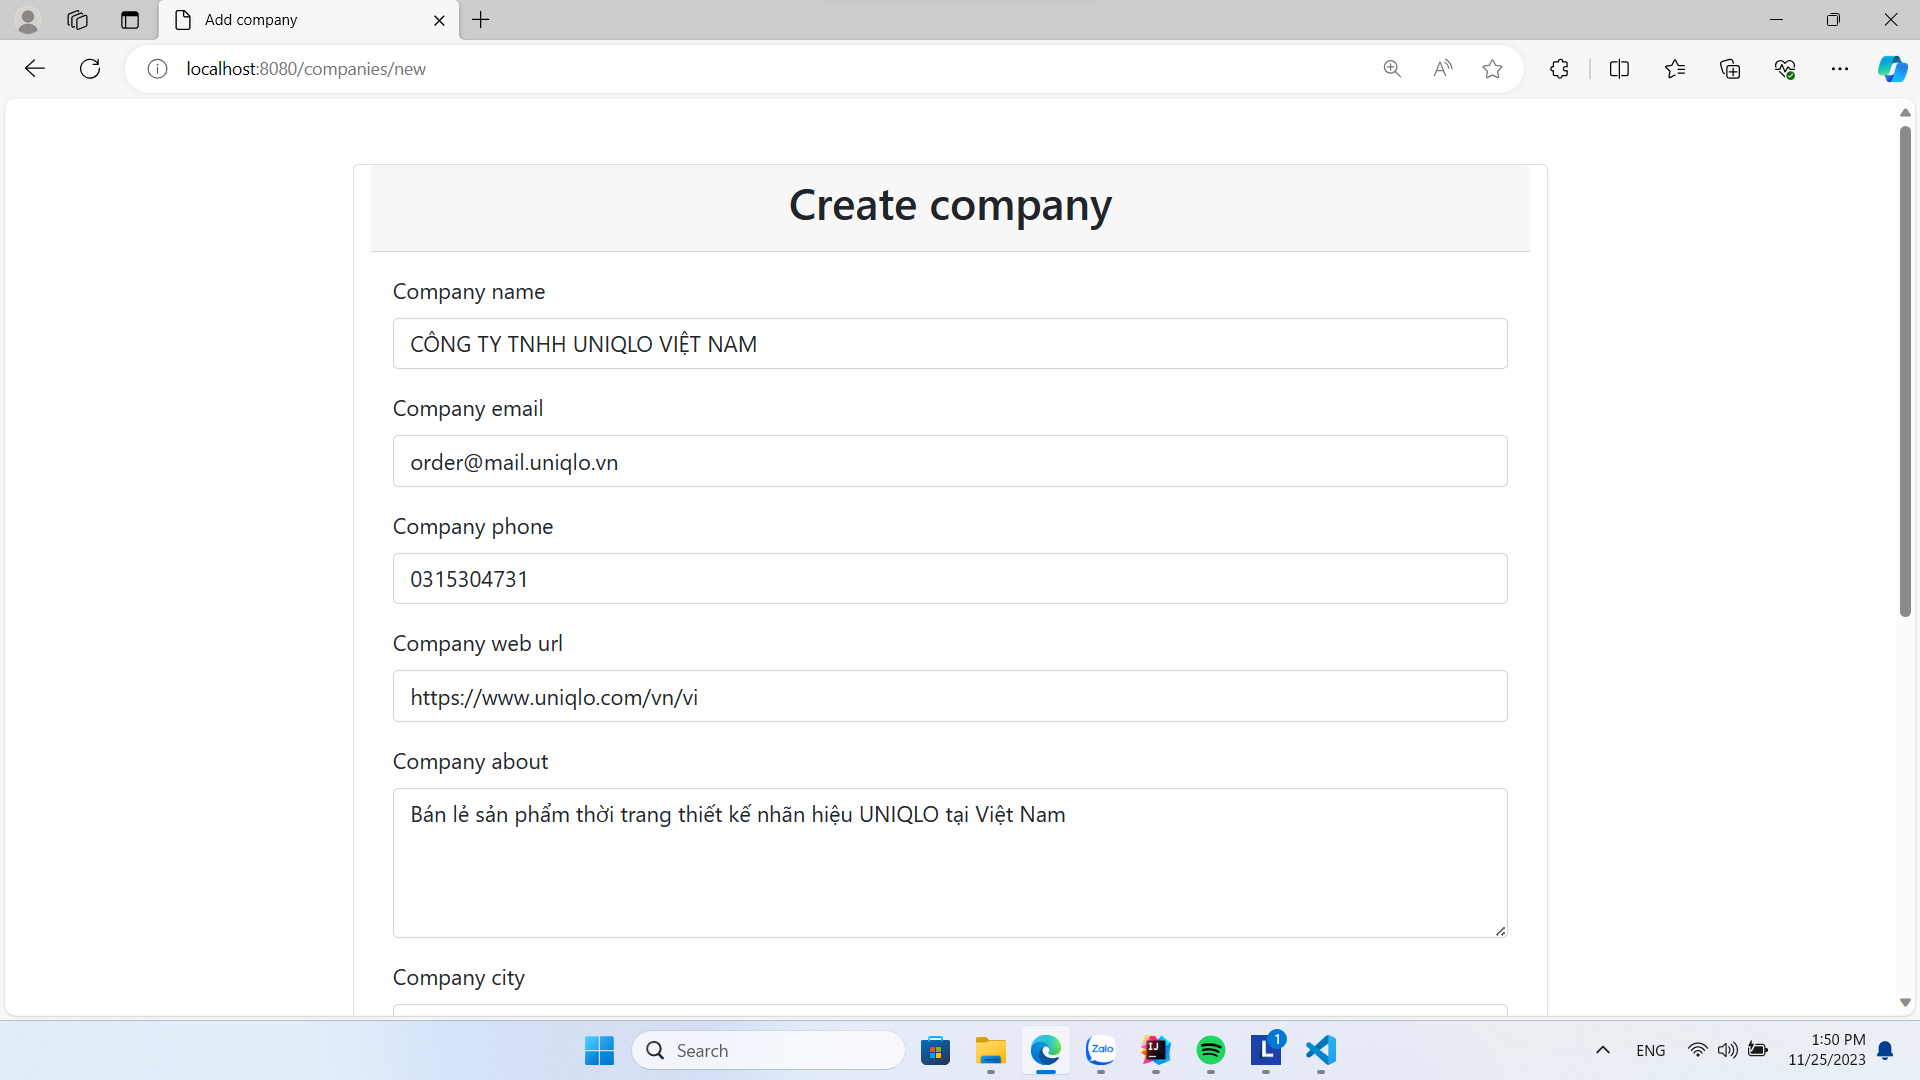 Add company
localhost:8080/companies/new
Create company
Company name
CÔNG TY TNHH UNIQLO VIỆT NAM
Company email
order@mail.uniqlo.vn
Company phone
0315304731
Company web url
https://www.uniqlo.com/vn/vi
Company about
Bán lẻ sản phẩm thời trang thiết kế nhãn hiệu UNIQLO tại Việt Nam
Company city
Search
Zalo
IJ
L
1
ENG
1:50 PM
11/25/2023